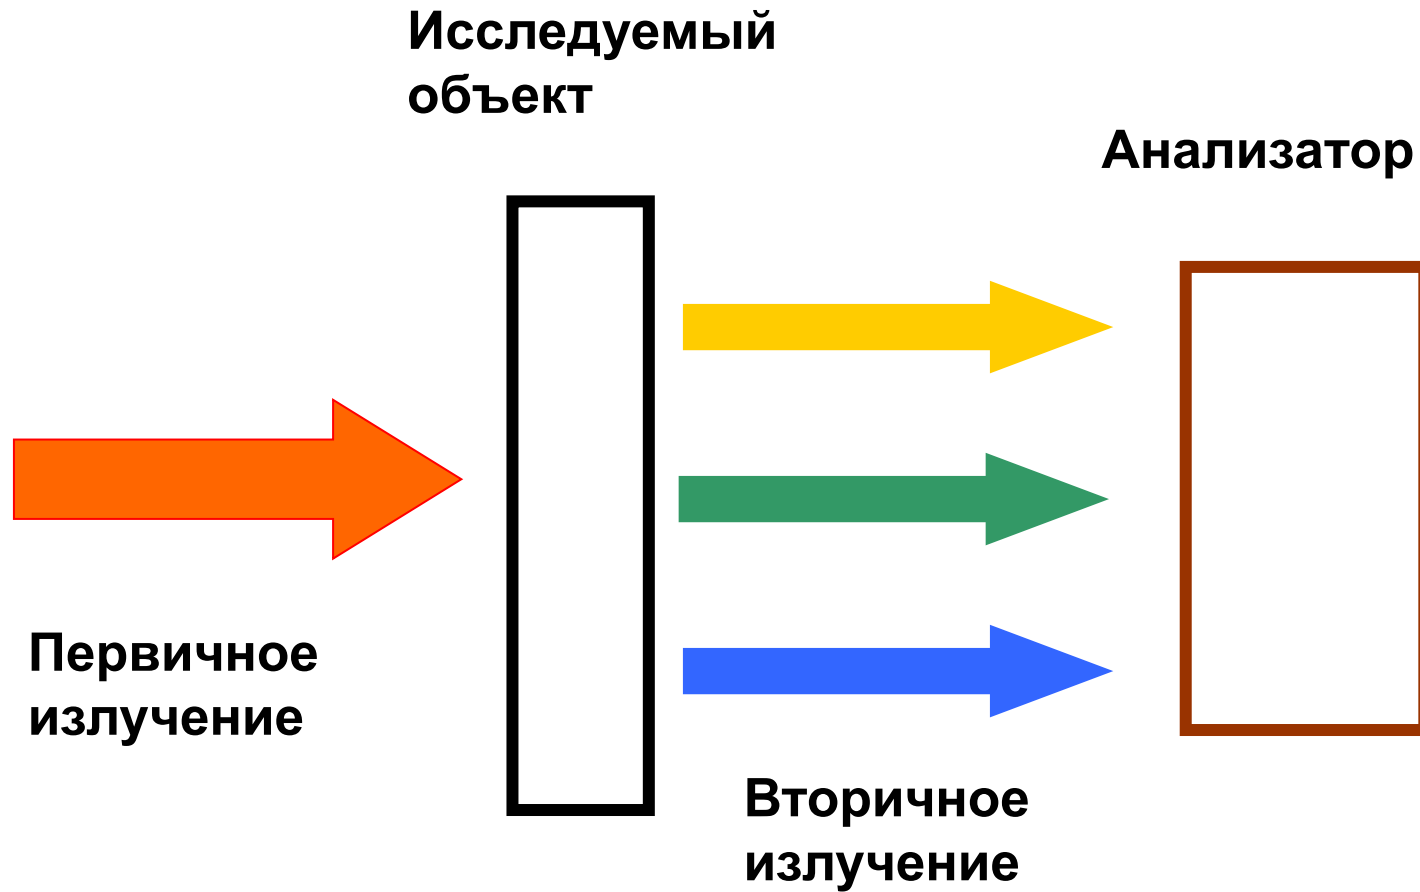 Исследуемый
объект
Анализатор
Первичное
излучение
Вторичное
излучение